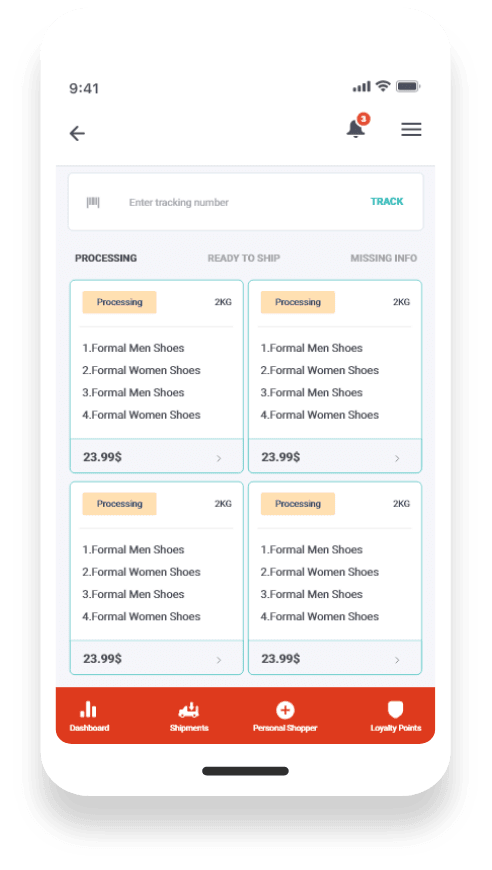 9:41
3
Enter tracking number TRACK
PROCESSING READY TO SHIP MISSING INFO
Processing 2KG
1.Formal Men Shoes
2.Formal Women Shoes
3.Formal Men Shoes
4.Formal Women Shoes
23.99$
Processing 2KG
1.Formal Men Shoes
2.Formal Women Shoes
3.Formal Men Shoes
4.Formal Women Shoes
23.99$
Processing 2KG
1.Formal Men Shoes
2.Formal Women Shoes
3.Formal Men Shoes
4.Formal Women Shoes
23.99$
Processing 2KG
1.Formal Men Shoes
2.Formal Women Shoes
3.Formal Men Shoes
4.Formal Women Shoes
23.99$
Dashboard Shipments Personal Shopper Loyalty Points